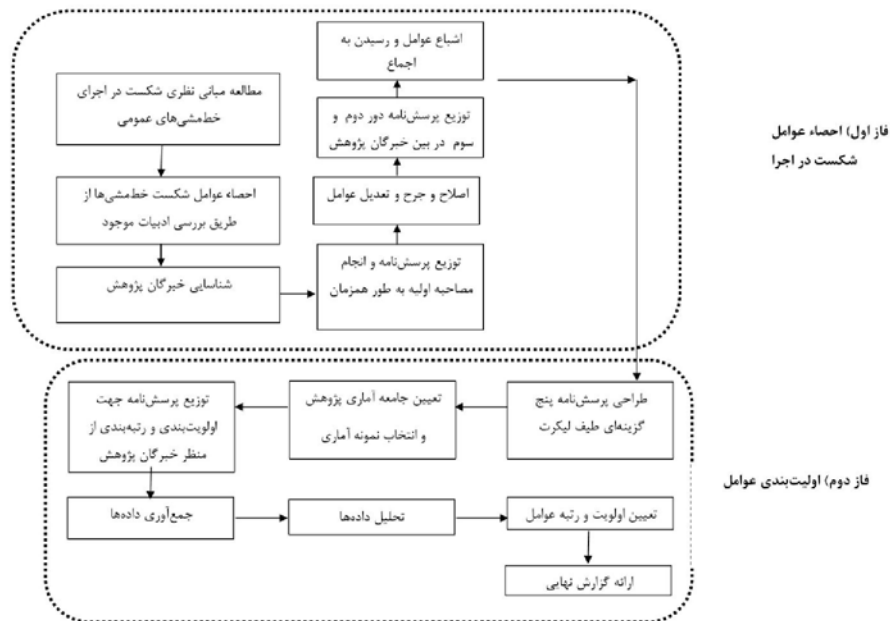 فاز اول) احصاء عوامل
شکست در اجرا
مطالعه مبانی نظری شکست در اجرای
خط‌مشی‌های عمومی
احصاء عوامل شکست خط‌مشی‌ها از
طریق بررسی ادبیات موجود
شناسایی خبرگان پژوهش
توزیع پرسش‌نامه و انجام
مصاحبه اولیه به طور همزمان
اصلاح و جرح و تعدیل عوامل
توزیع پرسش‌نامه دور دوم و
سوم در بین خبرگان پژوهش
اشباع عوامل و رسیدن به
اجماع
فاز دوم) اولیت‌بندی عوامل
طراحی پرسش‌نامه پنج
گزینه‌ای طیف لیکرت
تعیین جامعه آماری پژوهش
و انتخاب نمونه آماری
توزیع پرسش‌نامه جهت
اولویت‌بندی و رتبه‌بندی از
منظر خبرگان پژوهش
جمع‌آوری داده‌ها
تحلیل داده‌ها
تعیین اولویت و رتبه عوامل
ارائه گزارش نهایی